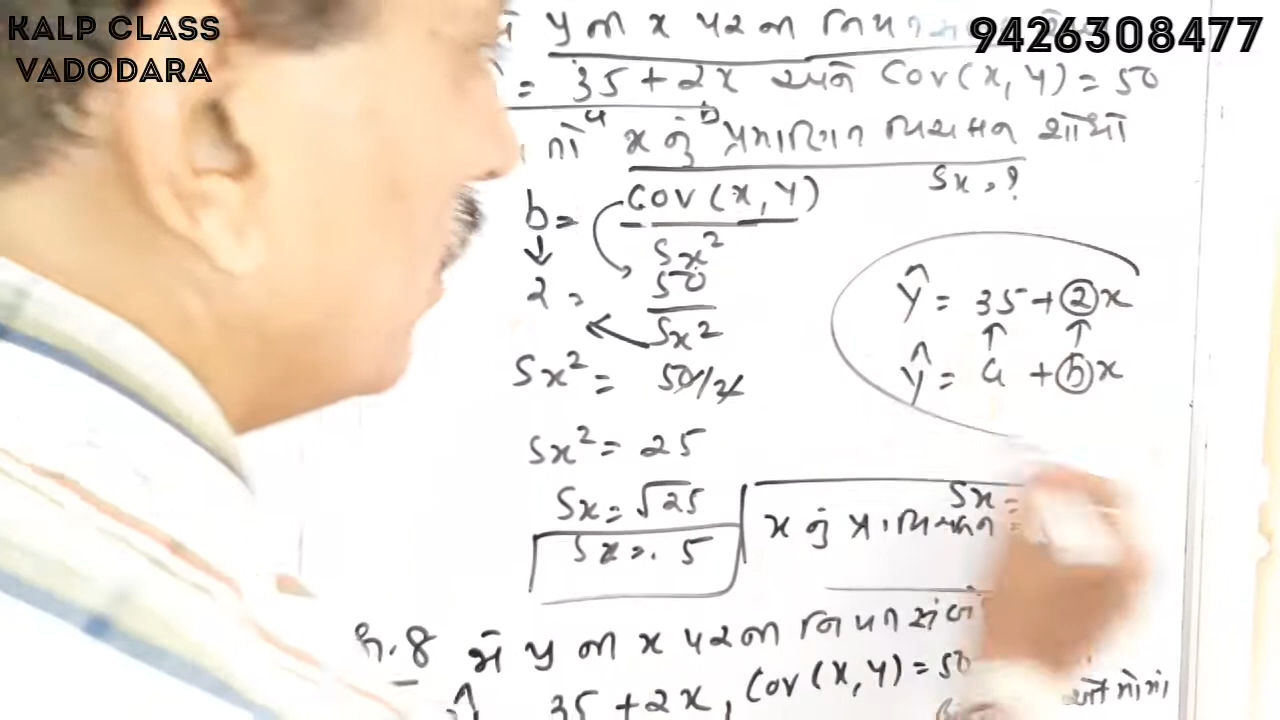 KALP CLASS
VADODARA
9426308477
y ના x પરના નિયત
= 35 + 2x અને Cov(x, y) = 50
તો x નું પ્રમાણિત વિચલન શોધો
Sx = ?
b = Cov(x, y)
Sx²
2 = 50
Sx²
Sx² = 50/2
Sx² = 25
Sx = √25
Sx = 5
ŷ = 35 + 2x
ŷ = a + bx
Sx =
x નું પ્ર. વિચલન =
8 જો y ના x પરના નિયત
35 + 2x, Cov(x, y) = 50